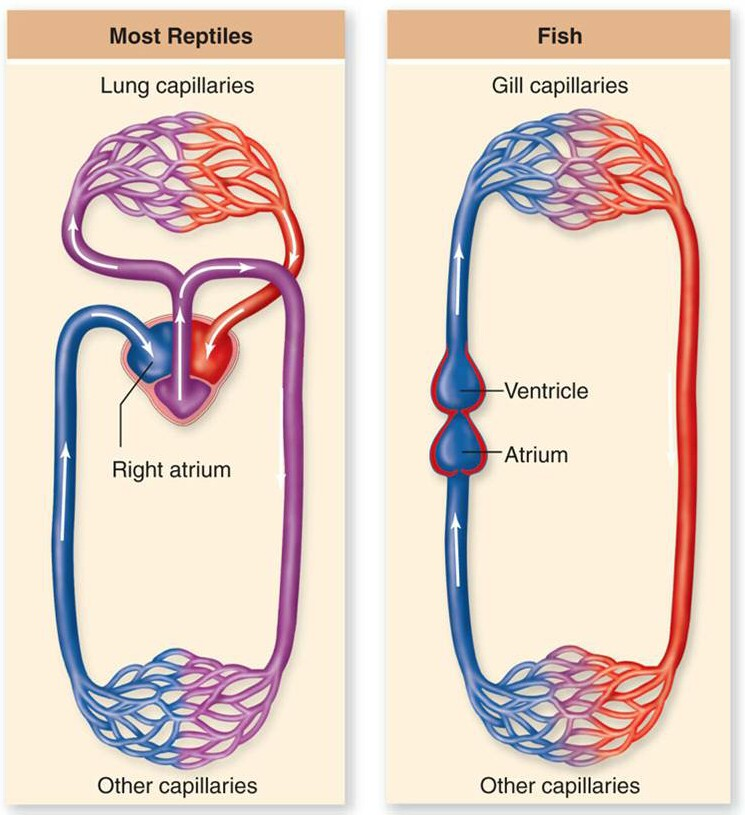 Most Reptiles
Lung capillaries
Right atrium
Other capillaries
Fish
Gill capillaries
Ventricle
Atrium
Other capillaries